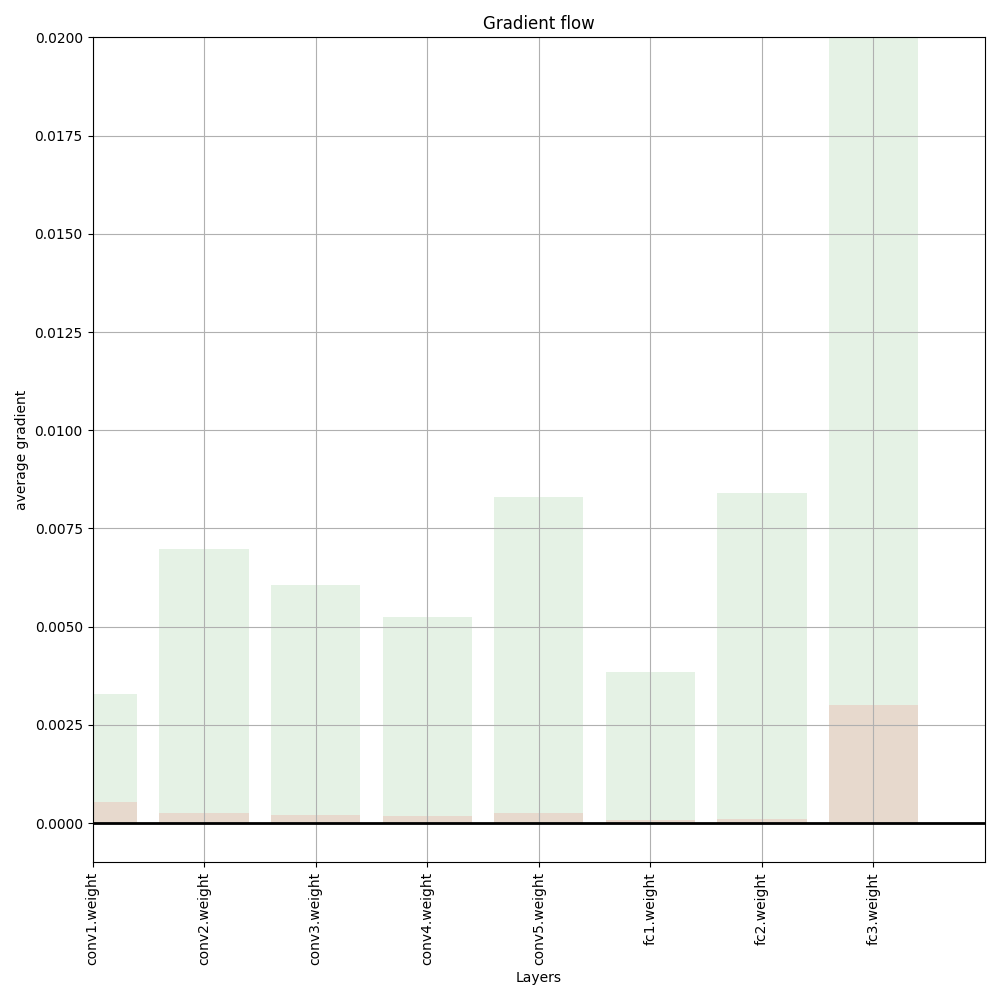 Gradient flow
0.0200
0.0175
0.0150
0.0125
0.0100
0.0075
0.0050
0.0025
0.0000
average gradient
conv1.weight
conv2.weight
conv3.weight
conv4.weight
conv5.weight
fc1.weight
fc2.weight
fc3.weight
Layers